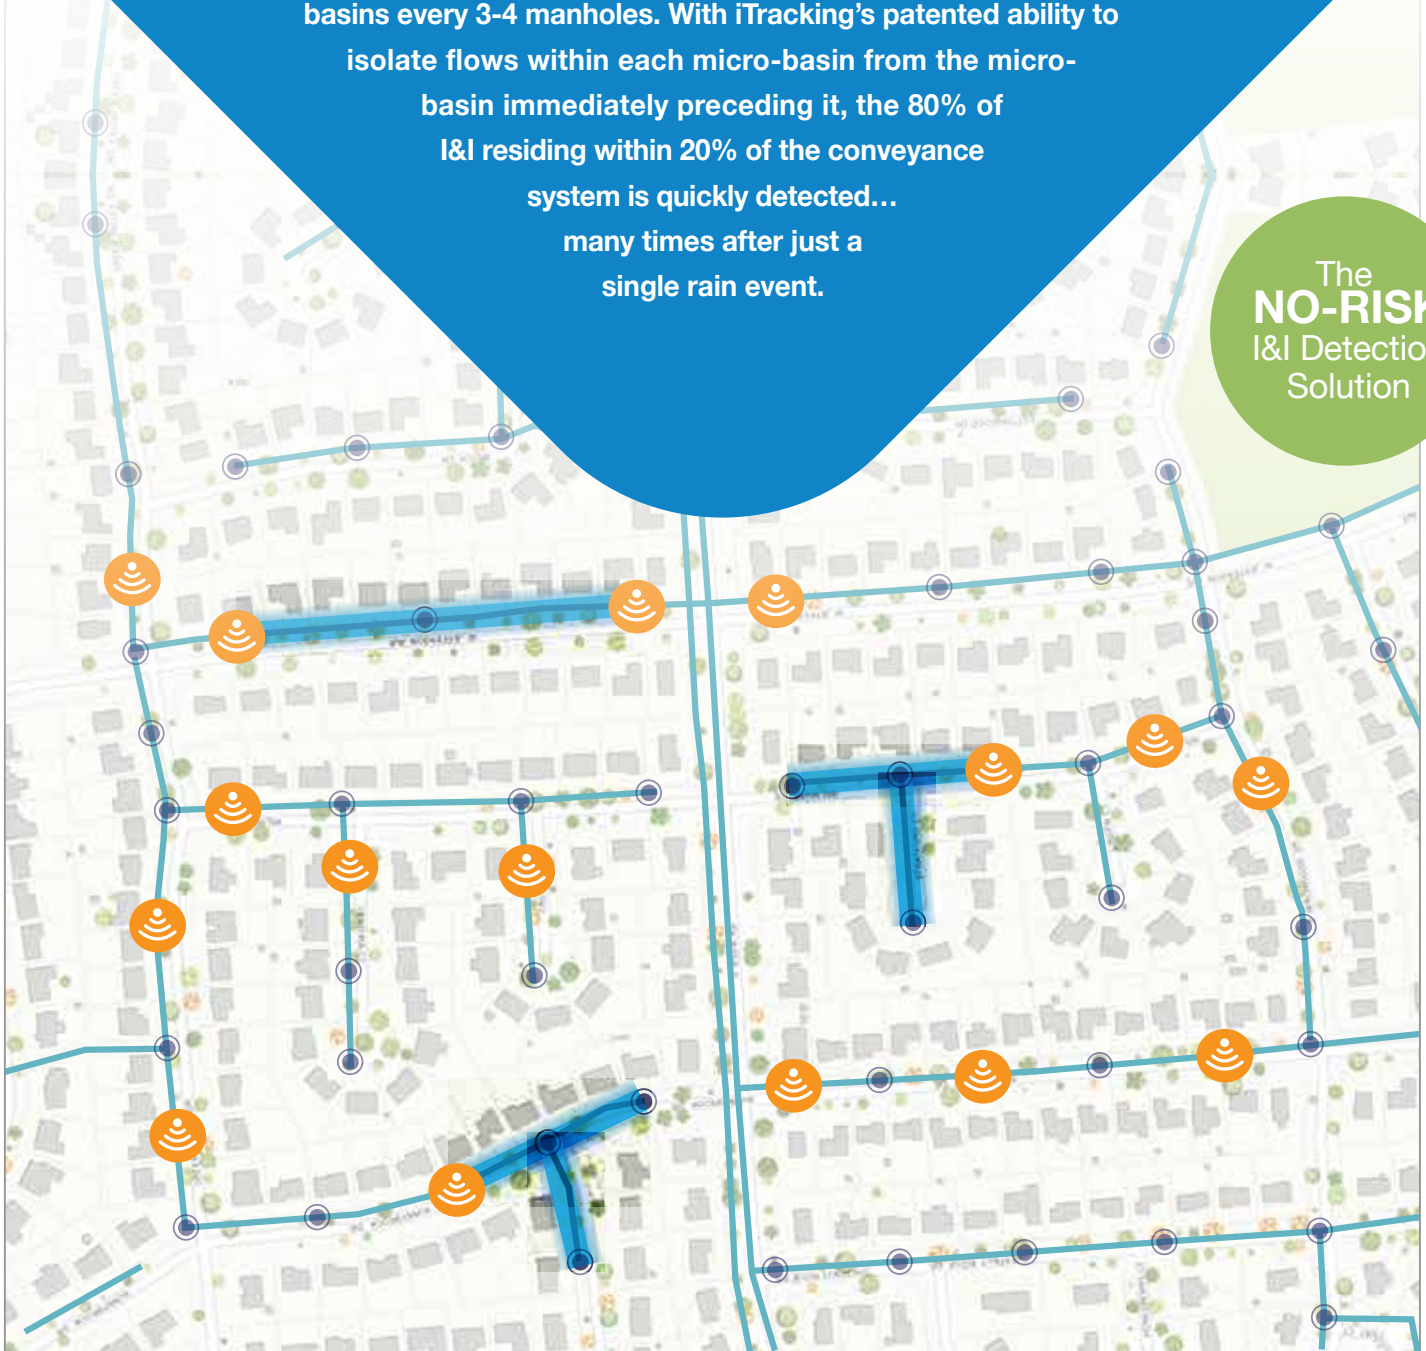 basins every 3-4 manholes. With iTracking’s patented ability to
isolate flows within each micro-basin from the micro-
basin immediately preceding it, the 80% of
I&I residing within 20% of the conveyance
system is quickly detected…
many times after just a
single rain event.
The
NO-RISK
I&I Detectio
Solution